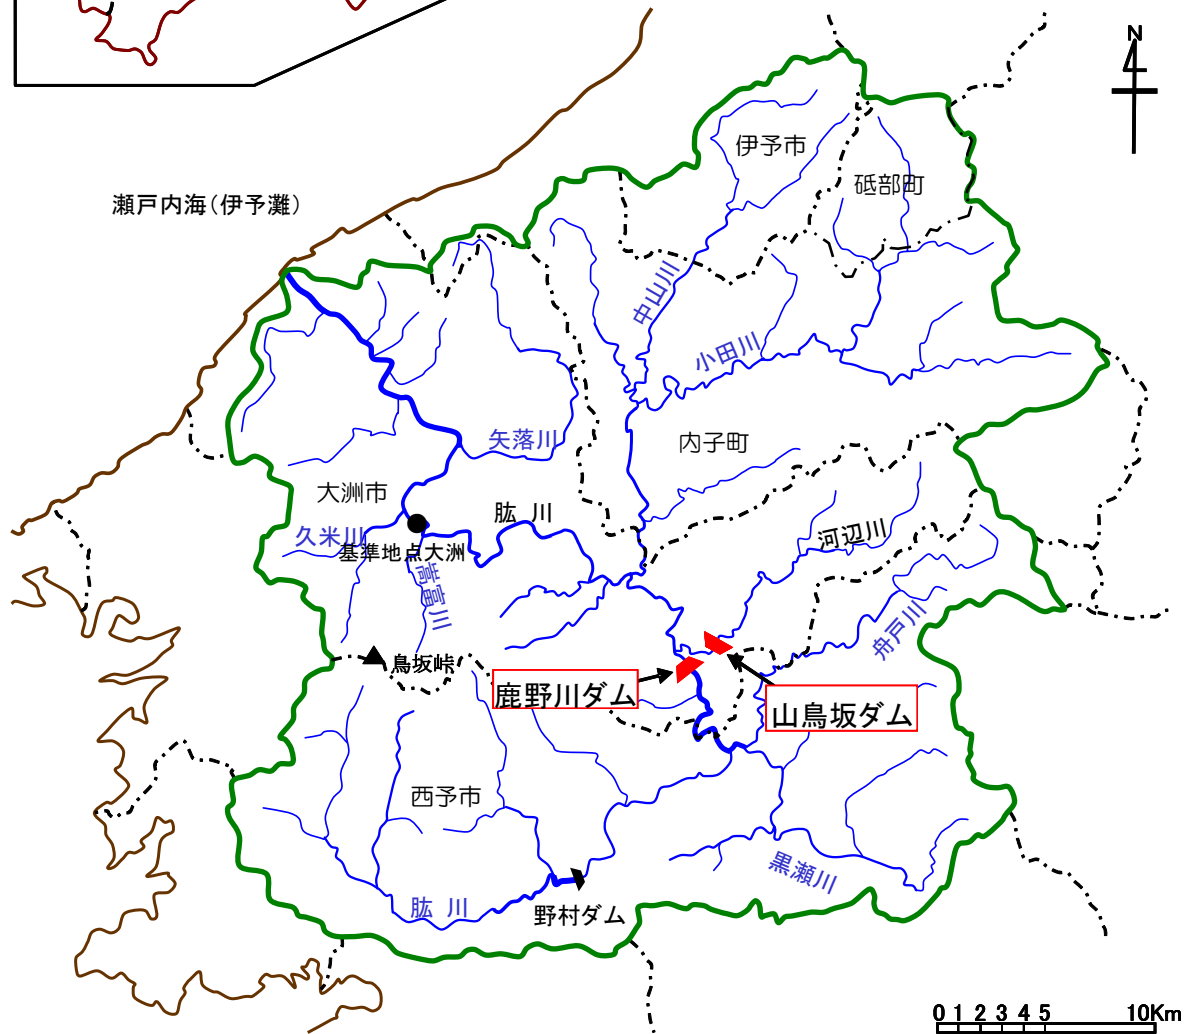 N
伊予市
砥部町
瀬戸内海(伊予灘)
中山川
小田川
矢落川
内子町
大洲市
肱 川
久米川
基準地点大洲
河辺川
嵩富川
舟戸川
鳥坂峠
鹿野川ダム
山鳥坂ダム
西予市
黒瀬川
肱 川
野村ダム
0 1 2 3 4 5 10Km